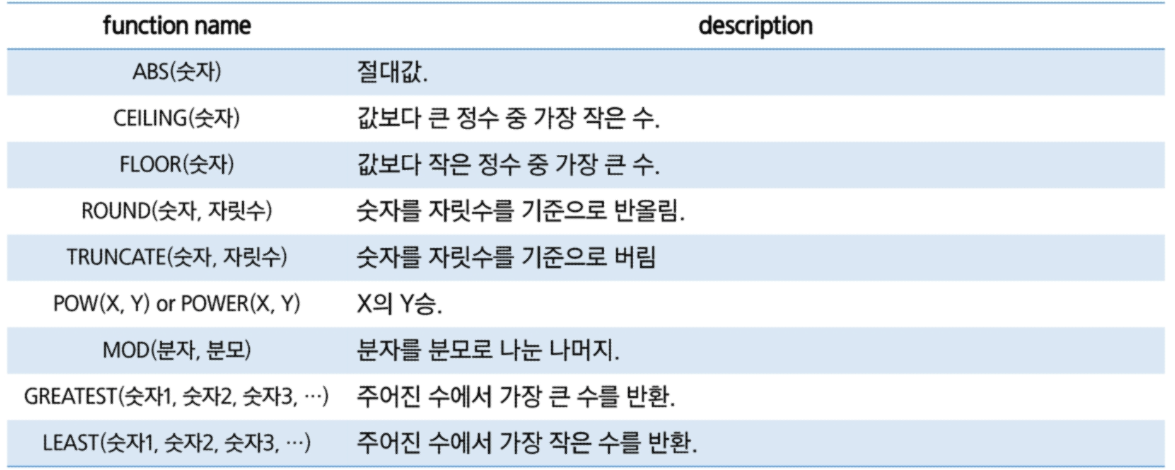 function name description
ABS(숫자) 절대값.
CEILING(숫자) 값보다 큰 정수 중 가장 작은 수.
FLOOR(숫자) 값보다 작은 정수 중 가장 큰 수.
ROUND(숫자, 자릿수) 숫자를 자릿수를 기준으로 반올림.
TRUNCATE(숫자, 자릿수) 숫자를 자릿수를 기준으로 버림
POW(X, Y) or POWER(X, Y) X의 Y승.
MOD(분자, 분모) 분자를 분모로 나눈 나머지.
GREATEST(숫자1, 숫자2, 숫자3, …) 주어진 수에서 가장 큰 수를 반환.
LEAST(숫자1, 숫자2, 숫자3, …) 주어진 수에서 가장 작은 수를 반환.